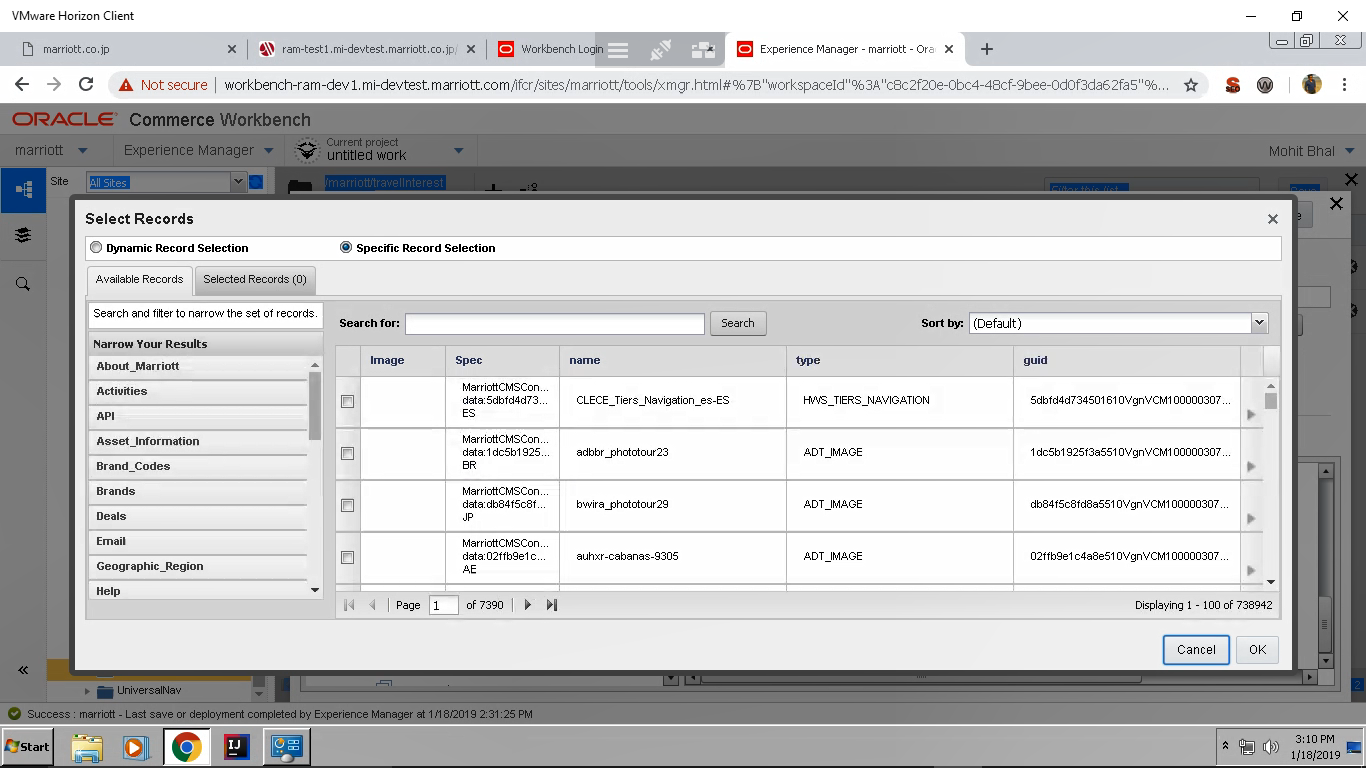 VMware Horizon Client
marriott.co.jp
ram-test1.mi-devtest.marriott.co.jp/
Workbench Login
Experience Manager - marriott - Ora
Not secure
workbench-ram-dev1.mi-devtest.marriott.com/ifcr/sites/marriott/tools/xmgr.html#%7B"workspaceId"%3A"c8c2f20e-0bc4-48cf-9bee-0d0f3da62fa5"%...
ORACLE Commerce Workbench
marriott
Experience Manager
Current project
untitled work
Mohit Bhal
Site
All Sites
/marriott/travelInterest
Filter this list
Select Records
Dynamic Record Selection
Specific Record Selection
Available Records
Selected Records (0)
Search and filter to narrow the set of records.
Narrow Your Results
About_Marriott
Activities
API
Asset_Information
Brand_Codes
Brands
Deals
Email
Geographic_Region
Help
Search for:
Search
Sort by:
(Default)
Image Spec name type guid
MarriottCMSCon...
data:5dbfd4d73...
ES
CLECE_Tiers_Navigation_es-ES
HWS_TIERS_NAVIGATION
5dbfd4d734501610VgnVCM100000307...
MarriottCMSCon...
data:1dc5b1925...
BR
adbbr_phototour23
ADT_IMAGE
1dc5b1925f3a5510VgnVCM100000307...
MarriottCMSCon...
data:db84f5c8f...
JP
bwira_phototour29
ADT_IMAGE
db84f5c8fd8a5510VgnVCM100000307...
MarriottCMSCon...
data:02ffb9e1c...
AE
auhxr-cabanas-9305
ADT_IMAGE
02ffb9e1c4a8e510VgnVCM100000307...
Page 1 of 7390
Displaying 1 - 100 of 738942
Cancel
OK
UniversalNav
2
Success : marriott - Last save or deployment completed by Experience Manager at 1/18/2019 2:31:25 PM
Start
3:10 PM
1/18/2019